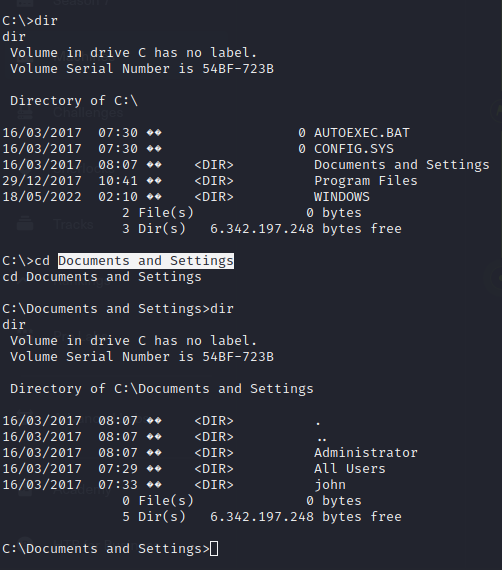 C:\>dir
dir
 Volume in drive C has no label.
 Volume Serial Number is 54BF-723B

 Directory of C:\

16/03/2017  07:30 ��                 0 AUTOEXEC.BAT
16/03/2017  07:30 ��                 0 CONFIG.SYS
16/03/2017  08:07 ��    <DIR>          Documents and Settings
29/12/2017  10:41 ��    <DIR>          Program Files
18/05/2022  02:10 ��    <DIR>          WINDOWS
               2 File(s)              0 bytes
               3 Dir(s)   6.342.197.248 bytes free

C:\>cd Documents and Settings
cd Documents and Settings

C:\Documents and Settings>dir
dir
 Volume in drive C has no label.
 Volume Serial Number is 54BF-723B

 Directory of C:\Documents and Settings

16/03/2017  08:07 ��    <DIR>          .
16/03/2017  08:07 ��    <DIR>          ..
16/03/2017  08:07 ��    <DIR>          Administrator
16/03/2017  07:29 ��    <DIR>          All Users
16/03/2017  07:33 ��    <DIR>          john
               0 File(s)              0 bytes
               5 Dir(s)   6.342.197.248 bytes free

C:\Documents and Settings>